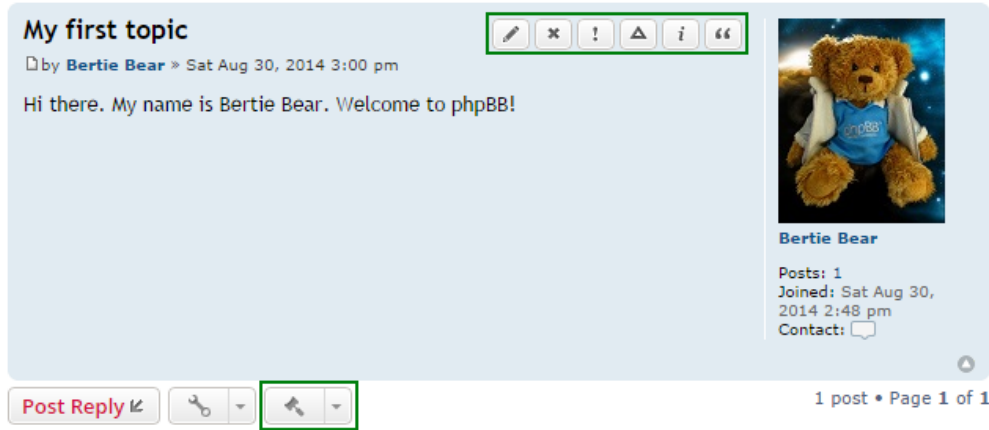 My first topic
by Bertie Bear » Sat Aug 30, 2014 3:00 pm
Hi there. My name is Bertie Bear. Welcome to phpBB!
phpBB
Bertie Bear
Posts: 1
Joined: Sat Aug 30,
2014 2:48 pm
Contact:
Post Reply
1 post • Page 1 of 1